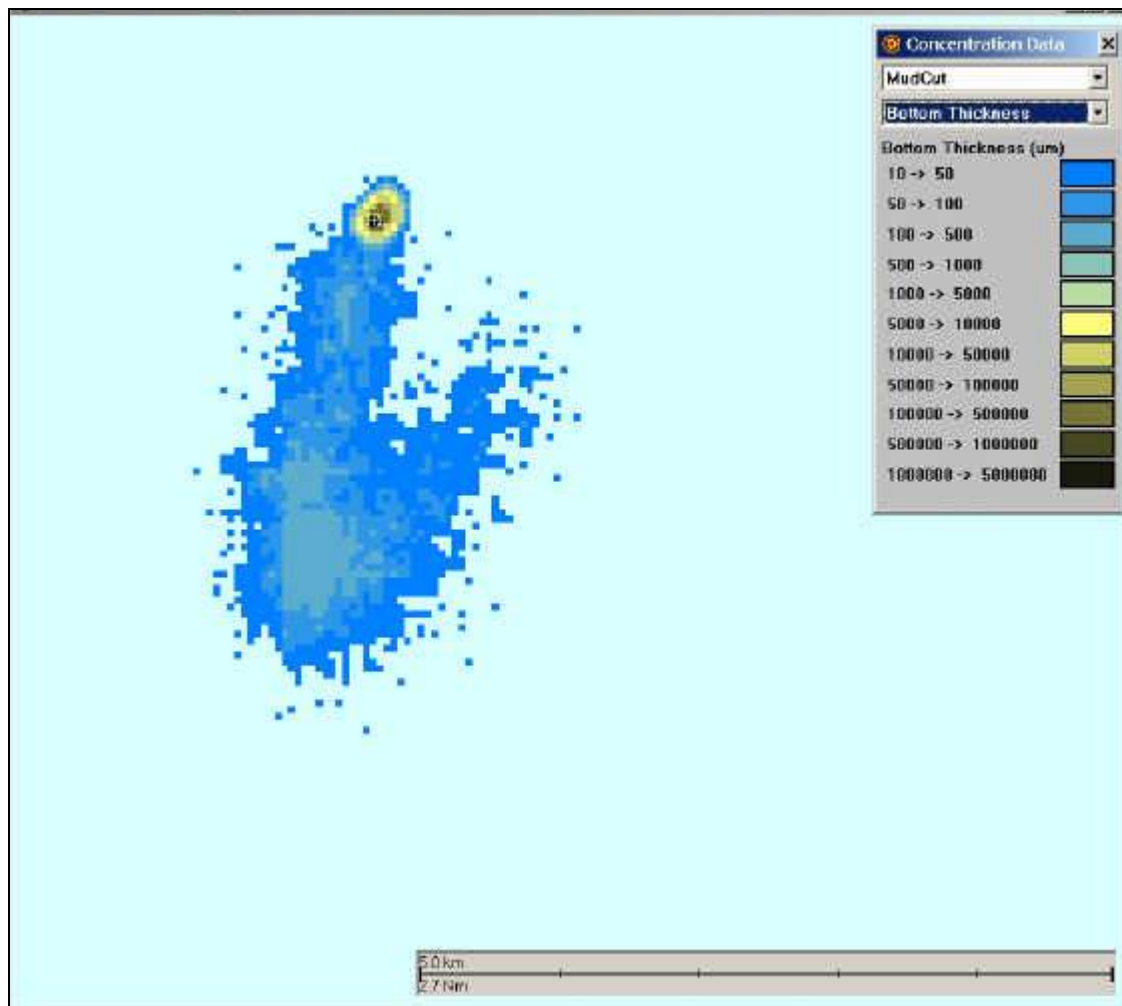 Concentration Data
MudCut
Bottom Thickness
Bottom Thickness (um)
10 -> 50
50 -> 100
100 -> 500
500 -> 1000
1000 -> 5000
5000 -> 10000
10000 -> 50000
50000 -> 100000
100000 -> 500000
500000 -> 1000000
1000000 -> 5000000
5.0 km
2.7 Nm